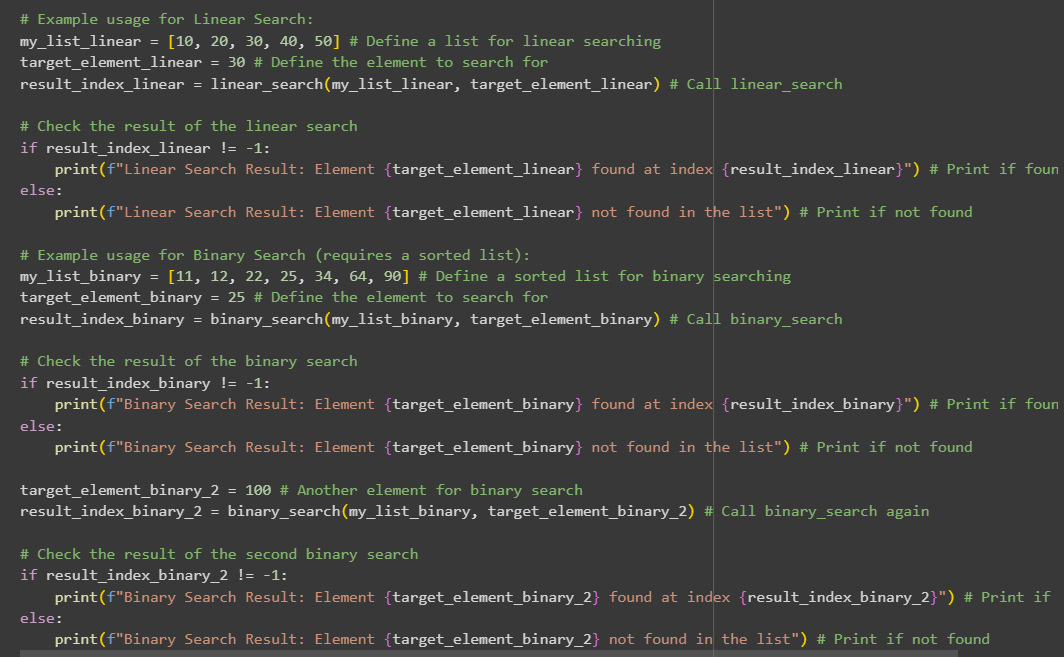 # Example usage for Linear Search:
my_list_linear = [10, 20, 30, 40, 50] # Define a list for linear searching
target_element_linear = 30 # Define the element to search for
result_index_linear = linear_search(my_list_linear, target_element_linear) # Call linear_search

# Check the result of the linear search
if result_index_linear != -1:
    print(f"Linear Search Result: Element {target_element_linear} found at index {result_index_linear}") # Print if foun
else:
    print(f"Linear Search Result: Element {target_element_linear} not found in the list") # Print if not found

# Example usage for Binary Search (requires a sorted list):
my_list_binary = [11, 12, 22, 25, 34, 64, 90] # Define a sorted list for binary searching
target_element_binary = 25 # Define the element to search for
result_index_binary = binary_search(my_list_binary, target_element_binary) # Call binary_search

# Check the result of the binary search
if result_index_binary != -1:
    print(f"Binary Search Result: Element {target_element_binary} found at index {result_index_binary}") # Print if foun
else:
    print(f"Binary Search Result: Element {target_element_binary} not found in the list") # Print if not found

target_element_binary_2 = 100 # Another element for binary search
result_index_binary_2 = binary_search(my_list_binary, target_element_binary_2) # Call binary_search again

# Check the result of the second binary search
if result_index_binary_2 != -1:
    print(f"Binary Search Result: Element {target_element_binary_2} found at index {result_index_binary_2}") # Print if
else:
    print(f"Binary Search Result: Element {target_element_binary_2} not found in the list") # Print if not found